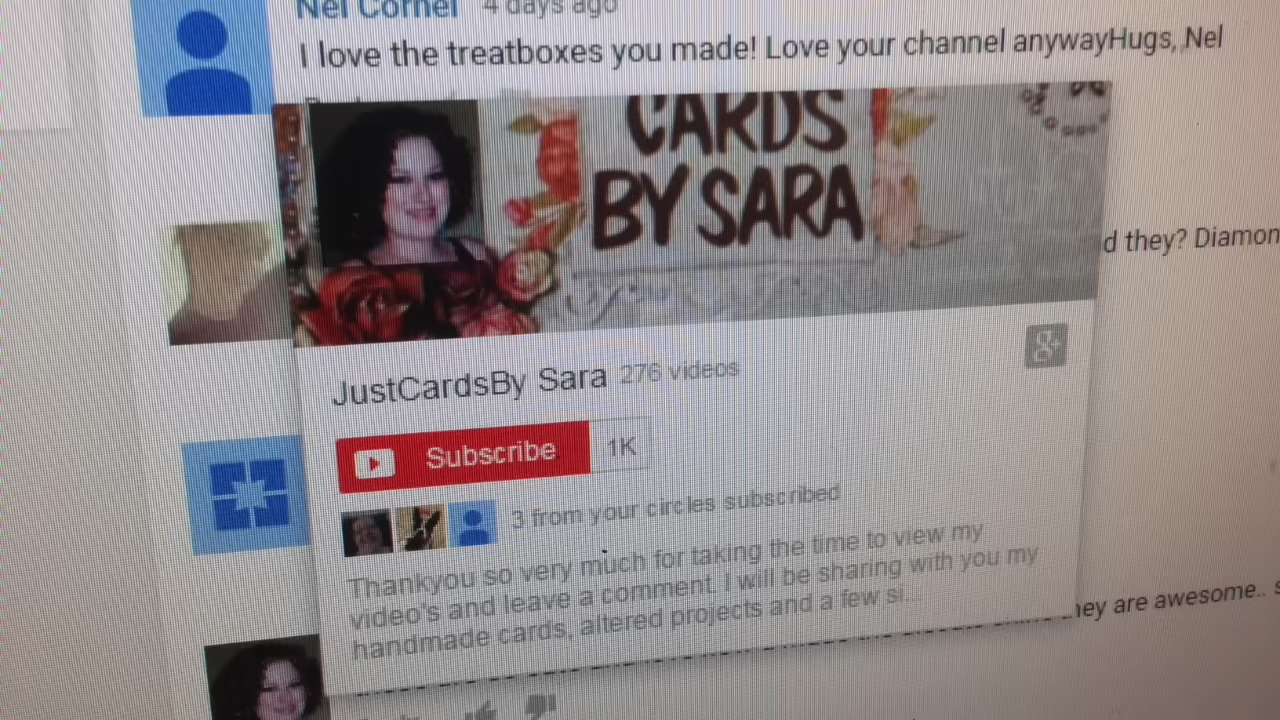 Nel Cornel 4 days ago
I love the treatboxes you made! Love your channel anywayHugs, Nel
CARDS
BY SARA
d they? Diamon
g+
JustCardsBy Sara 276 videos
Subscribe 1K
3 from your circles subscribed
Thankyou so very much for taking the time to view my
video's and leave a comment. I will be sharing with you my
handmade cards, altered projects and a few si...
hey are awesome..